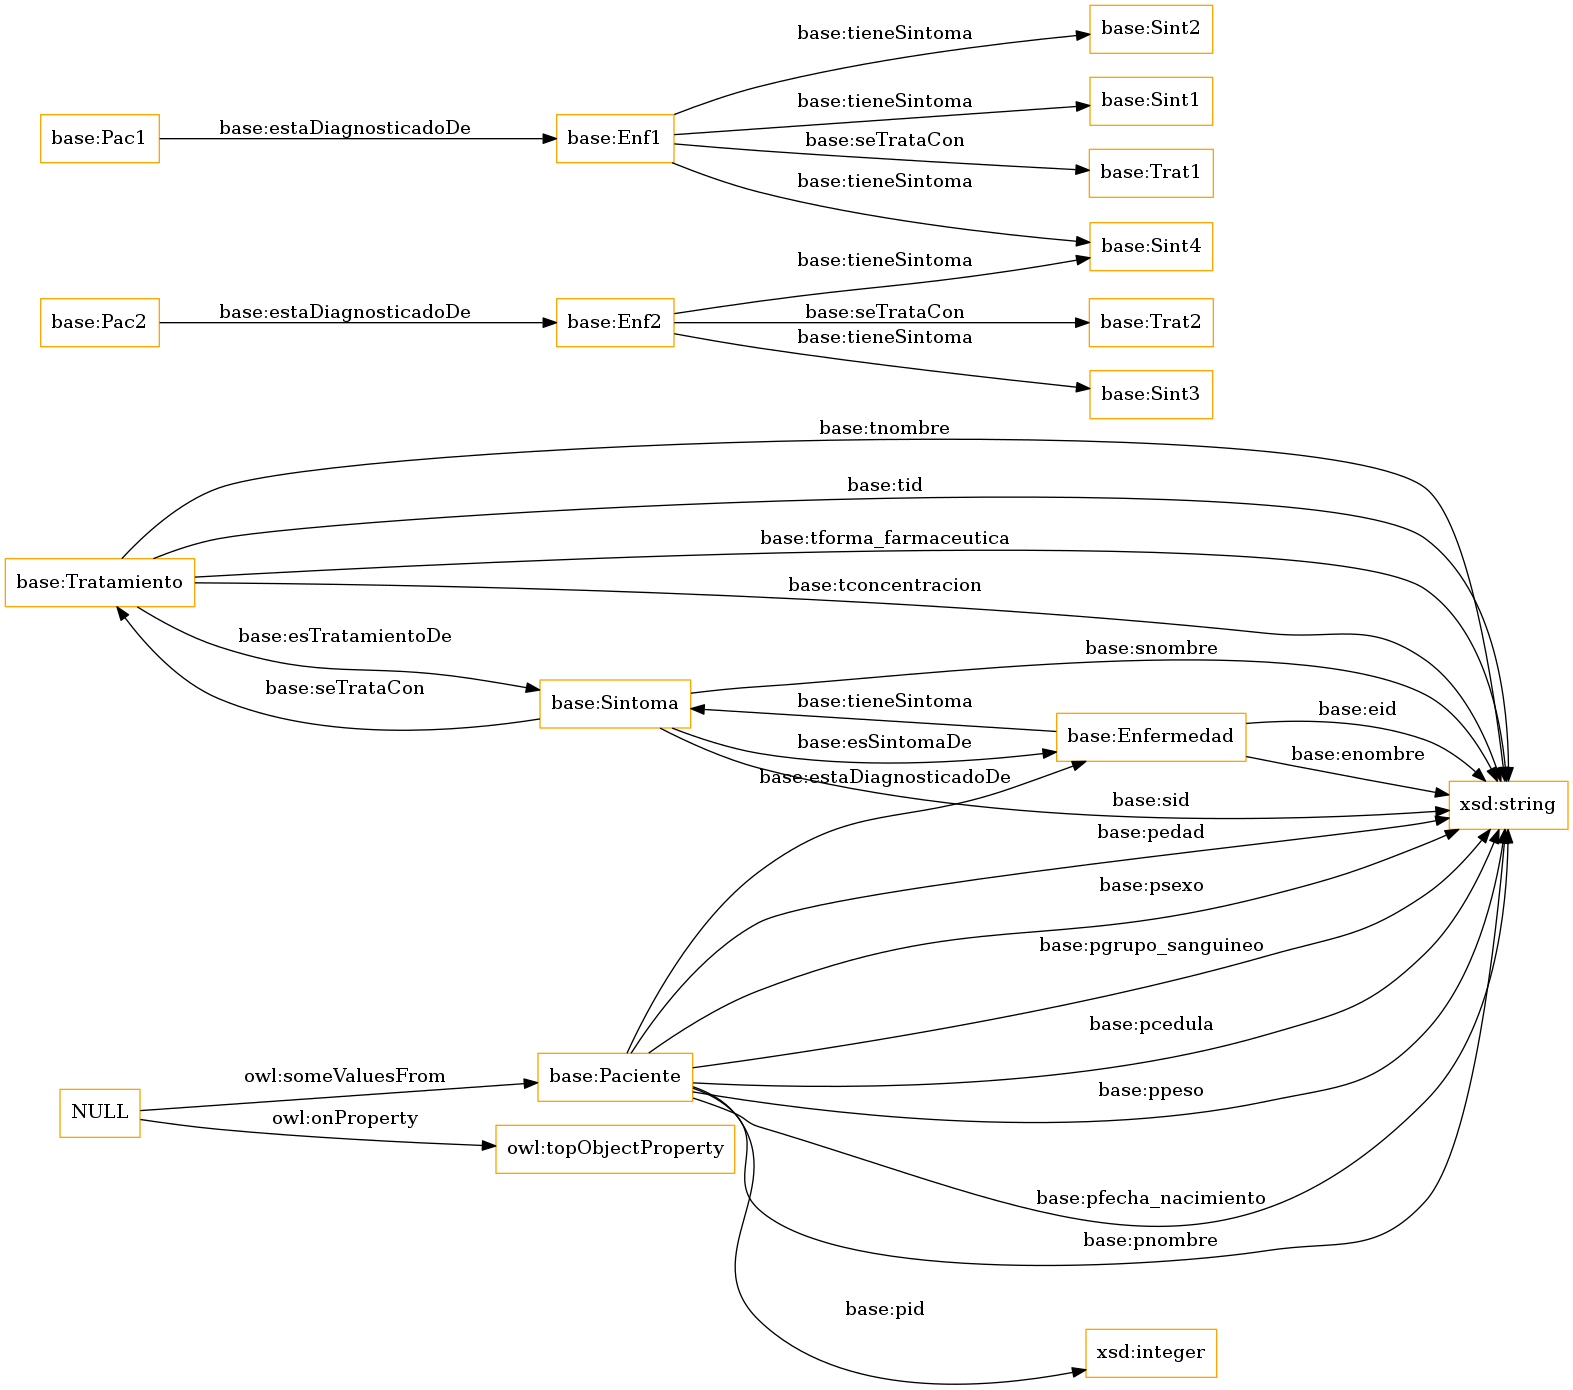 base:Sint2
base:tieneSintoma
base:Sint1
base:tieneSintoma
base:Pac1
base:estaDiagnosticadoDe
base:Enf1
base:seTrataCon
base:Trat1
base:tieneSintoma
base:Sint4
base:tieneSintoma
base:Pac2
base:estaDiagnosticadoDe
base:Enf2
base:seTrataCon
base:Trat2
base:tieneSintoma
base:Sint3
base:tnombre
base:tid
base:tforma_farmaceutica
base:Tratamiento
base:tconcentracion
base:esTratamientoDe
base:snombre
base:seTrataCon
base:Sintoma
base:tieneSintoma
base:eid
base:Enfermedad
base:esSintomaDe
base:enombre
base:estaDiagnosticadoDe
base:sid
xsd:string
base:pedad
base:psexo
base:pgrupo_sanguineo
base:pcedula
base:Paciente
owl:someValuesFrom
base:ppeso
NULL
owl:onProperty
owl:topObjectProperty
base:pfecha_nacimiento
base:pnombre
base:pid
xsd:integer